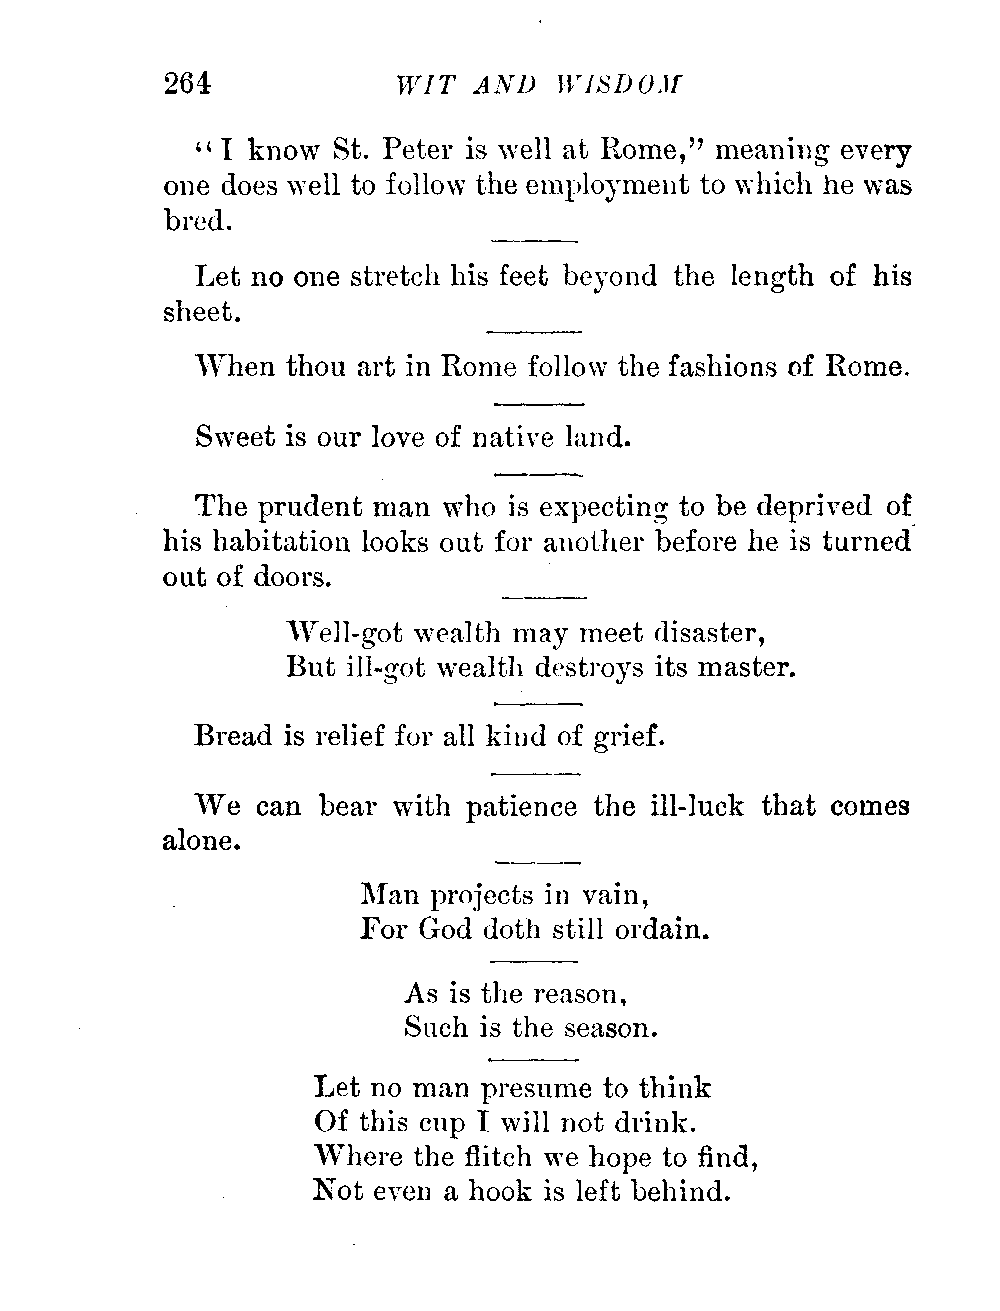 264 WIT AND WISDOM
“I know St. Peter is well at Rome,” meaning every
one does well to follow the employment to which he was
bred.
Let no one stretch his feet beyond the length of his
sheet.
When thou art in Rome follow the fashions of Rome.
Sweet is our love of native land.
The prudent man who is expecting to be deprived of
his habitation looks out for another before he is turned
out of doors.
Well-got wealth may meet disaster,
But ill-got wealth destroys its master.
Bread is relief for all kind of grief.
We can bear with patience the ill-luck that comes
alone.
Man projects in vain,
For God doth still ordain.
As is the reason,
Such is the season.
Let no man presume to think
Of this cup I will not drink.
Where the flitch we hope to find,
Not even a hook is left behind.